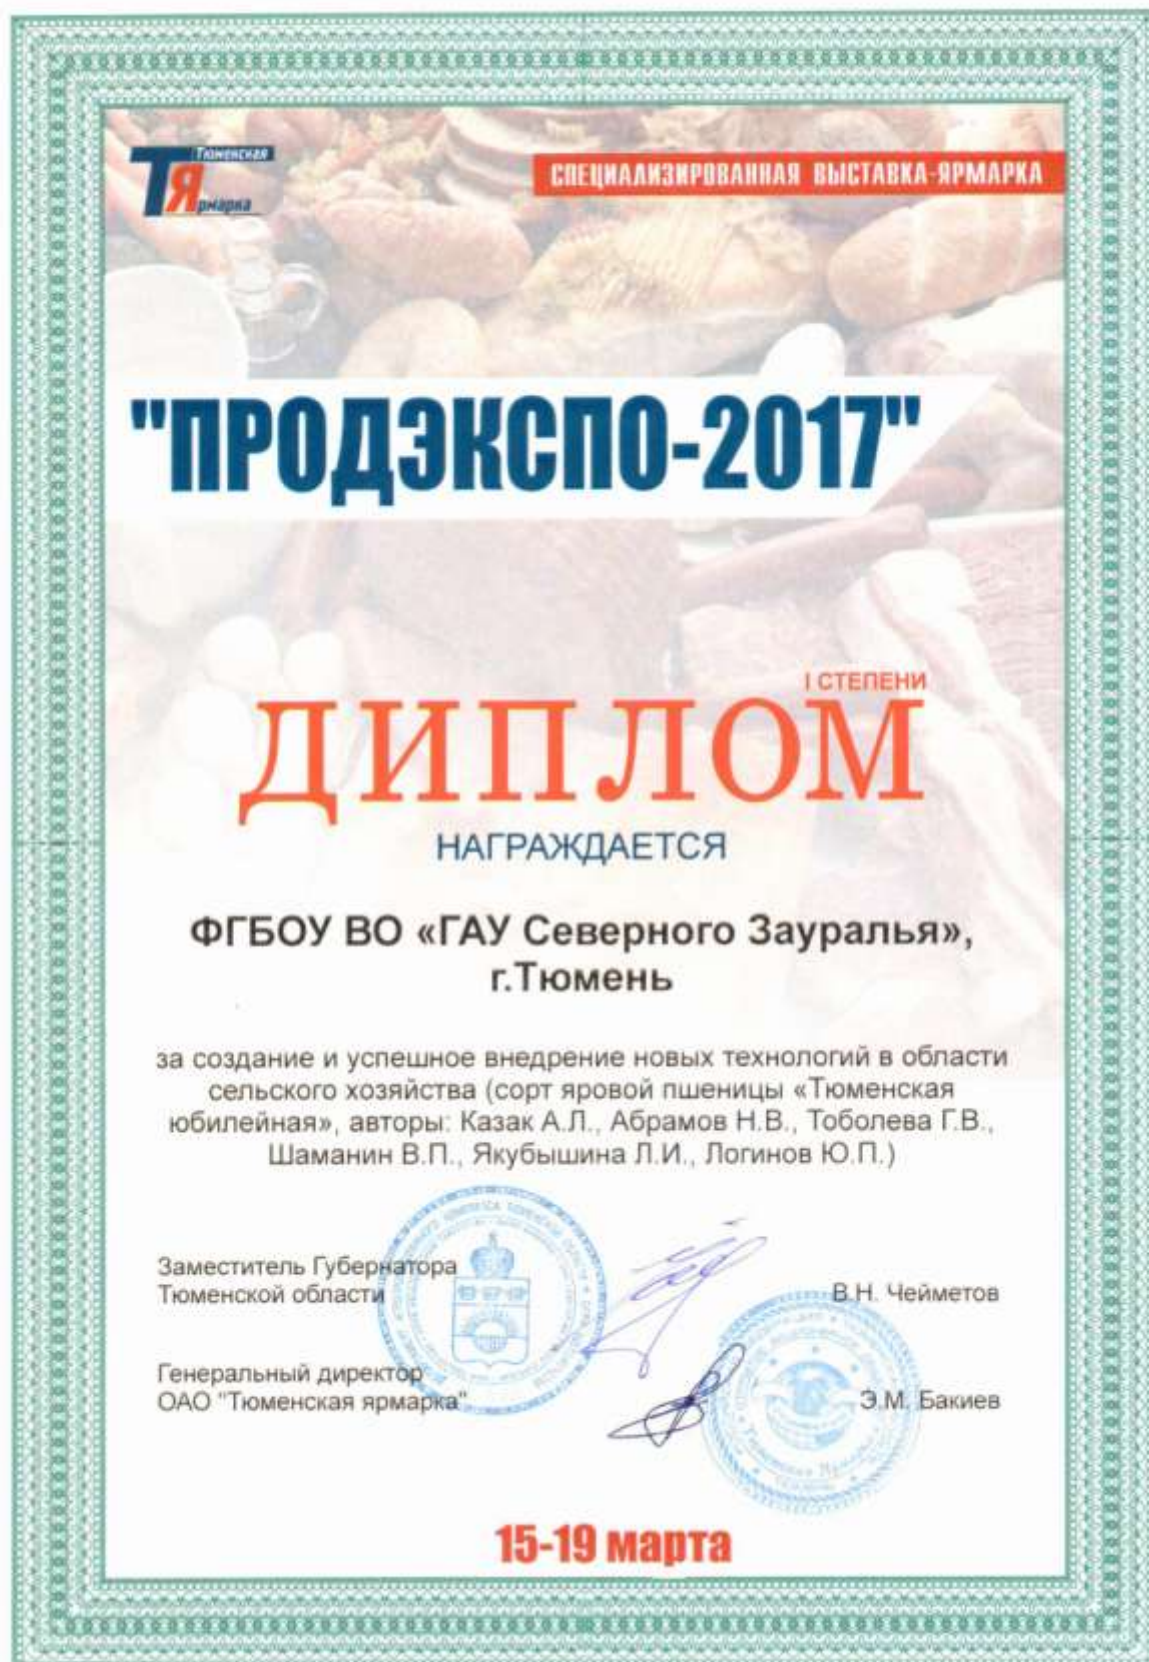 Тюменская
Ярмарка
СПЕЦИАЛИЗИРОВАННАЯ ВЫСТАВКА-ЯРМАРКА
"ПРОДЭКСПО-2017"
I СТЕПЕНИ
ДИПЛОМ
НАГРАЖДАЕТСЯ
ФГБОУ ВО «ГАУ Северного Зауралья»,
г.Тюмень
за создание и успешное внедрение новых технологий в области
сельского хозяйства (сорт яровой пшеницы «Тюменская
юбилейная», авторы: Казак А.Л., Абрамов Н.В., Тоболева Г.В.,
Шаманин В.П., Якубышина Л.И., Логинов Ю.П.)
Заместитель Губернатора
Тюменской области
В.Н. Чейметов
Генеральный директор
ОАО "Тюменская ярмарка"
Э.М. Бакиев
15-19 марта